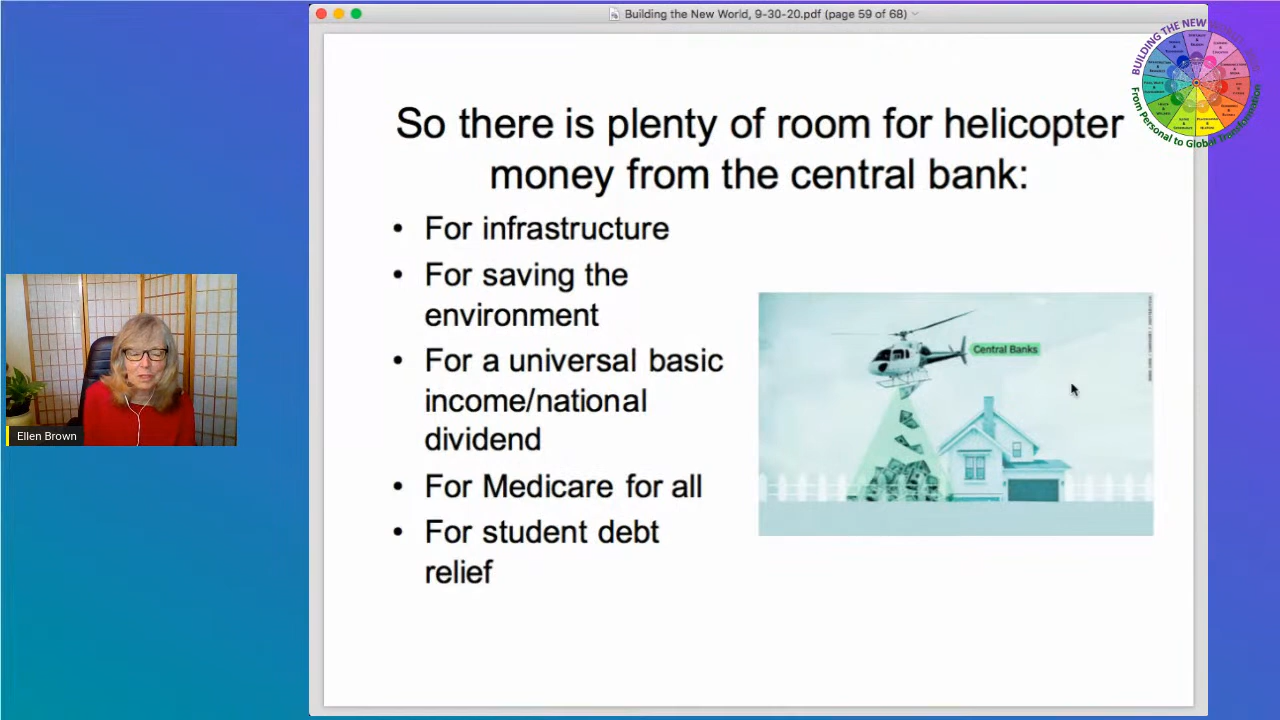 Building the New World, 9-30-20.pdf (page 59 of 68)
BUILDING THE NEW
From Personal to Global Transformation
So there is plenty of room for helicopter
money from the central bank:
• For infrastructure
• For saving the
environment
• For a universal basic
income/national
dividend
• For Medicare for all
• For student debt
relief
Central Banks
Ellen Brown